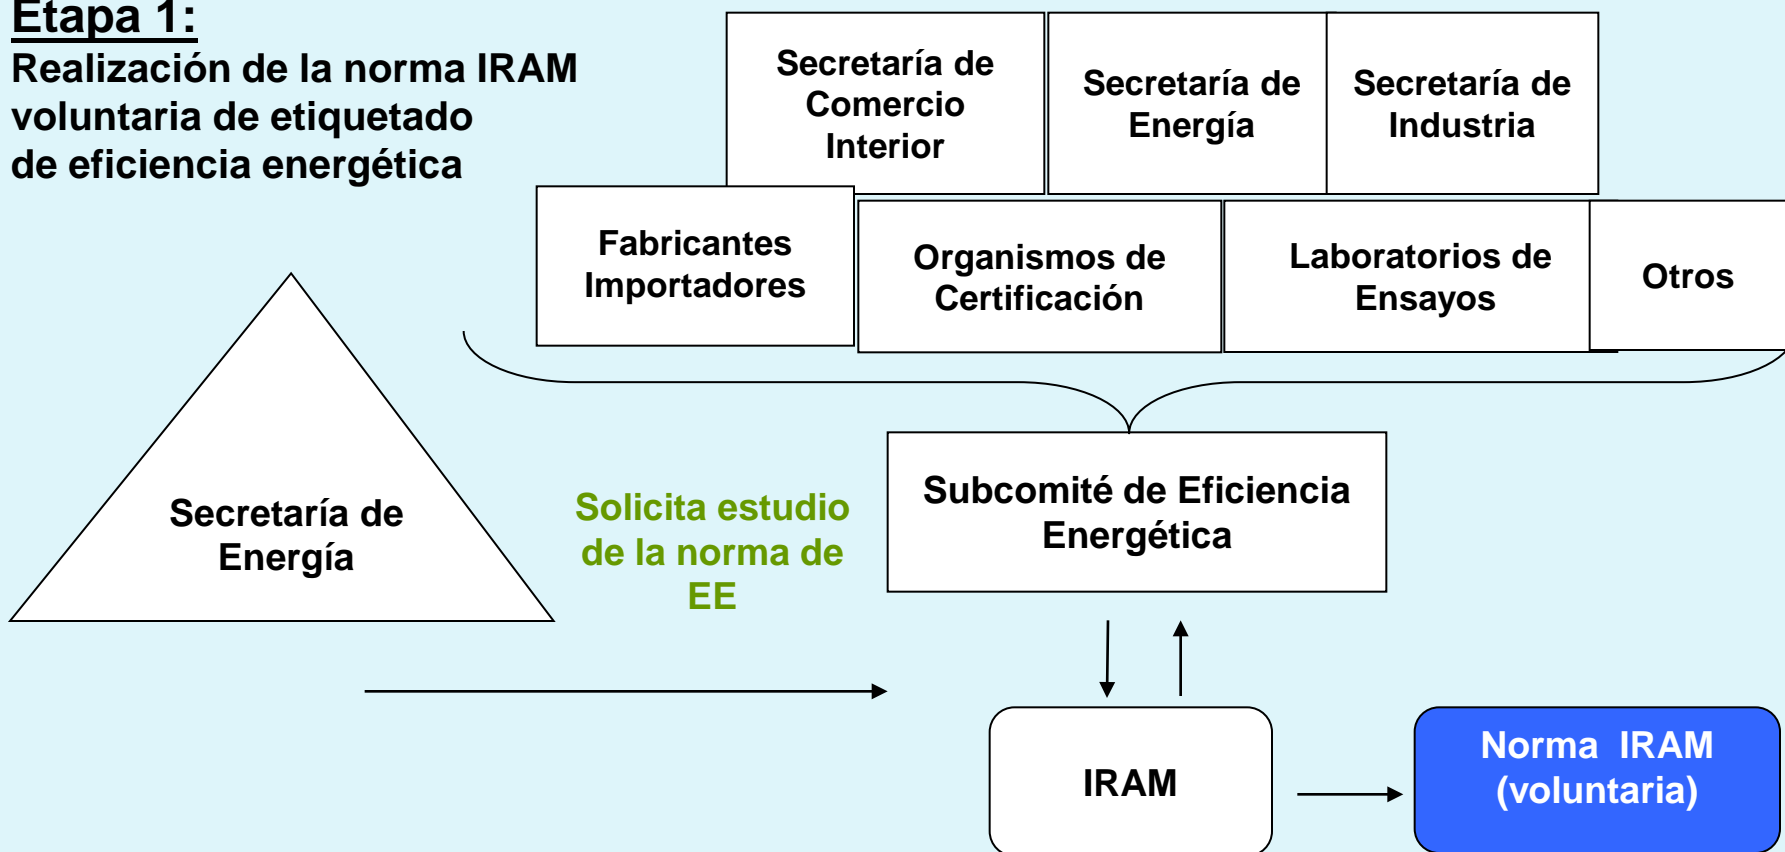 Etapa 1:
Realización de la norma IRAM
voluntaria de etiquetado
de eficiencia energética
Secretaría de
Comercio
Interior
Secretaría de
Energía
Secretaría de
Industria
Fabricantes
Importadores
Organismos de
Certificación
Laboratorios de
Ensayos
Otros
Secretaría de
Energía
Solicita estudio
de la norma de
EE
Subcomité de Eficiencia
Energética
IRAM
Norma IRAM
(voluntaria)